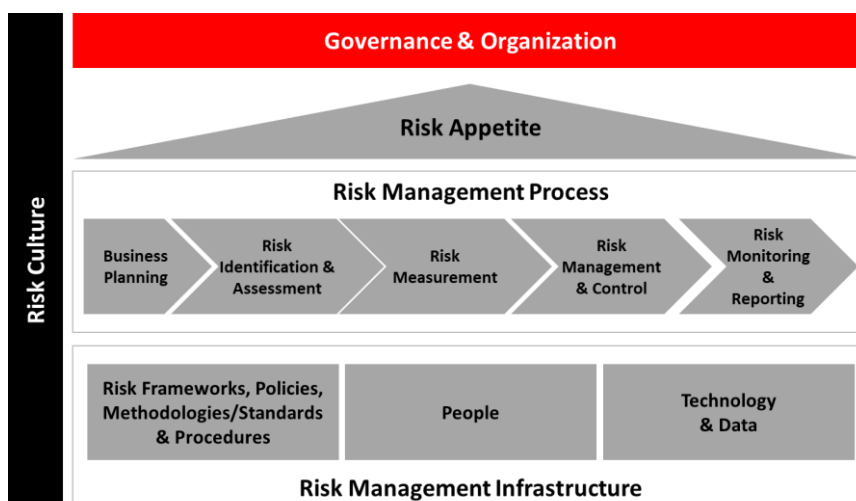 Risk Culture
Governance & Organization
Risk Appetite
Risk Management Process
Business
Planning
Risk
Identification &
Assessment
Risk
Measurement
Risk
Management
& Control
Risk
Monitoring
&
Reporting
Risk Frameworks, Policies,
Methodologies/Standards
& Procedures
People
Technology
& Data
Risk Management Infrastructure